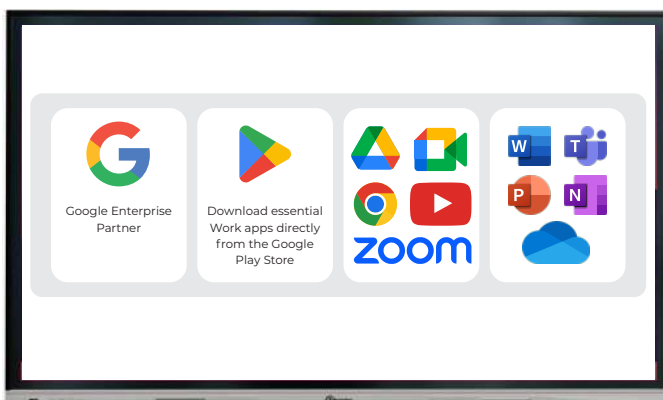 Google Enterprise
Partner
Download essential
Work apps directly
from the Google
Play Store
zoom
W
T
P
N